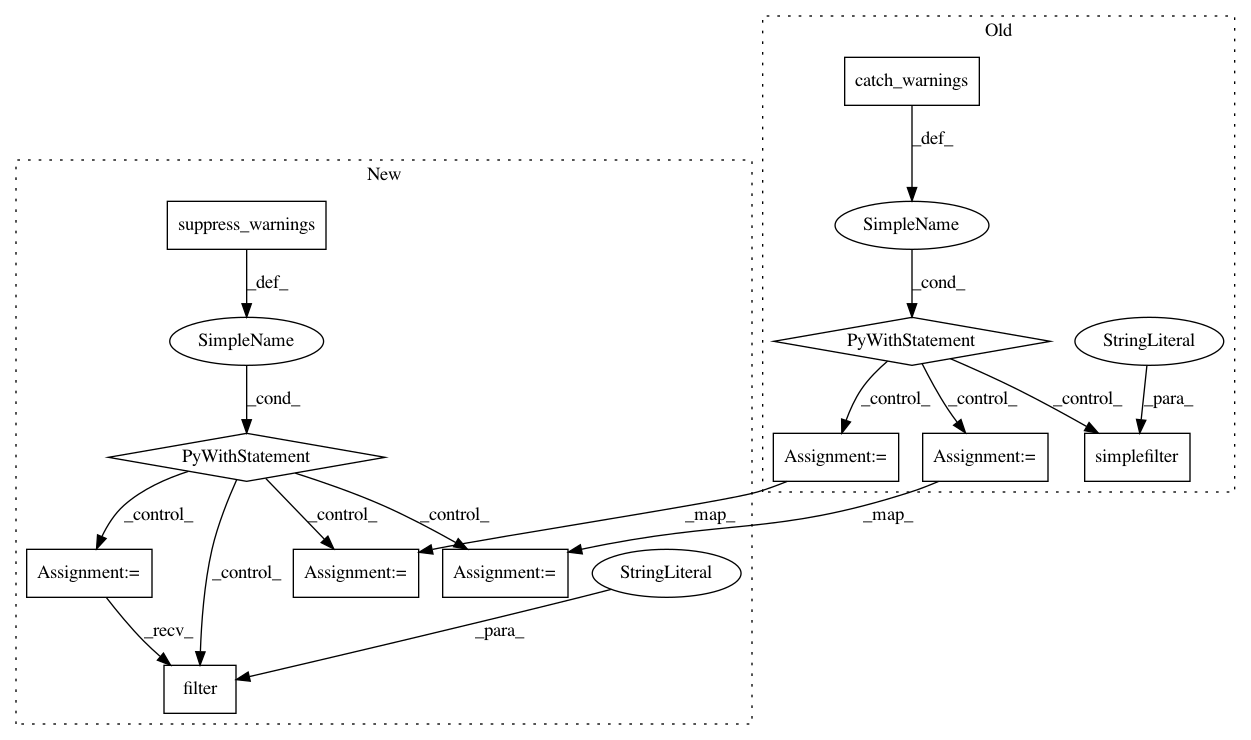 Old
catch_warnings
_def_
New
suppress_warnings
SimpleName
_def_
_cond_
SimpleName
PyWithStatement
StringLiteral
_cond_
_control_
_control_
_control_
_para_
PyWithStatement
Assignment:=
Assignment:=
simplefilter
_control_
_control_
_control_
_map_
_map_
_control_
Assignment:=
Assignment:=
Assignment:=
StringLiteral
_recv_
_para_
filter